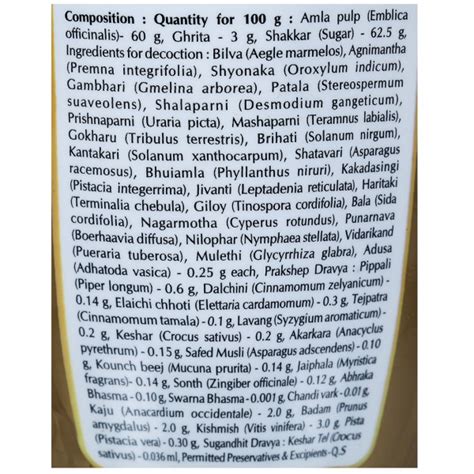 Composition : Quantity for 100 g : Amla pulp (Emblica
officinalis)- 60 g, Ghrita - 3 g, Shakkar (Sugar) - 62.5 g,
Ingredients for decoction : Bilva (Aegle marmelos), Agnimantha
(Premna integrifolia), Shyonaka (Oroxylum indicum),
Gambhari (Gmelina arborea), Patala (Stereospermum
suaveolens), Shalaparni (Desmodium gangeticum),
Prishnaparni (Uraria picta), Mashaparni (Teramnus labialis),
Gokharu (Tribulus terrestris), Brihati (Solanum nirgum),
Kantakari (Solanum xanthocarpum), Shatavari (Asparagus
racemosus), Bhuiamla (Phyllanthus niruri), Kakadasingi
(Pistacia integerrima), Jivanti (Leptadenia reticulata), Haritaki
(Terminalia chebula), Giloy (Tinospora cordifolia), Bala (Sida
cordifolia), Nagarmotha (Cyperus rotundus), Punarnava
(Boerhaavia diffusa), Nilophar (Nymphaea stellata), Vidarikand
(Pueraria tuberosa), Mulethi (Glycyrrhiza glabra), Adusa
(Adhatoda vasica) - 0.25 g each, Prakshep Dravya : Pippali
(Piper longum) - 0.6 g, Dalchini (Cinnamomum zelyanicum) -
0.14 g, Elaichi chhoti (Elettaria cardamomum) - 0.3 g, Tejpatra
(Cinnamomum tamala) - 0.1 g, Lavang (Syzygium aromaticum) -
0.2 g, Keshar (Crocus sativus) - 0.2 g, Akarkara (Anacyclus
pyrethrum) - 0.15 g, Safed Musli (Asparagus adscendens) - 0.10
g, Kounch beej (Mucuna prurita) - 0.14 g, Jaiphala (Myristica
fragrans) - 0.14 g, Sonth (Zingiber officinale) - 0.12 g, Abhraka
Bhasma - 0.10 g, Swarna Bhasma - 0.001 g, Chandi vark - 0.01 g,
Kaju (Anacardium occidentale) - 2.0 g, Badam (Prunus
amygdalus) - 2.0 g, Kishmish (Vitis vinifera) - 3.0 g, Pista
(Pistacia vera) - 0.30 g, Sugandhit Dravya : Keshar Tel (Crocus
sativus) - 0.036 ml, Permitted Preservatives & Excipients - Q.S